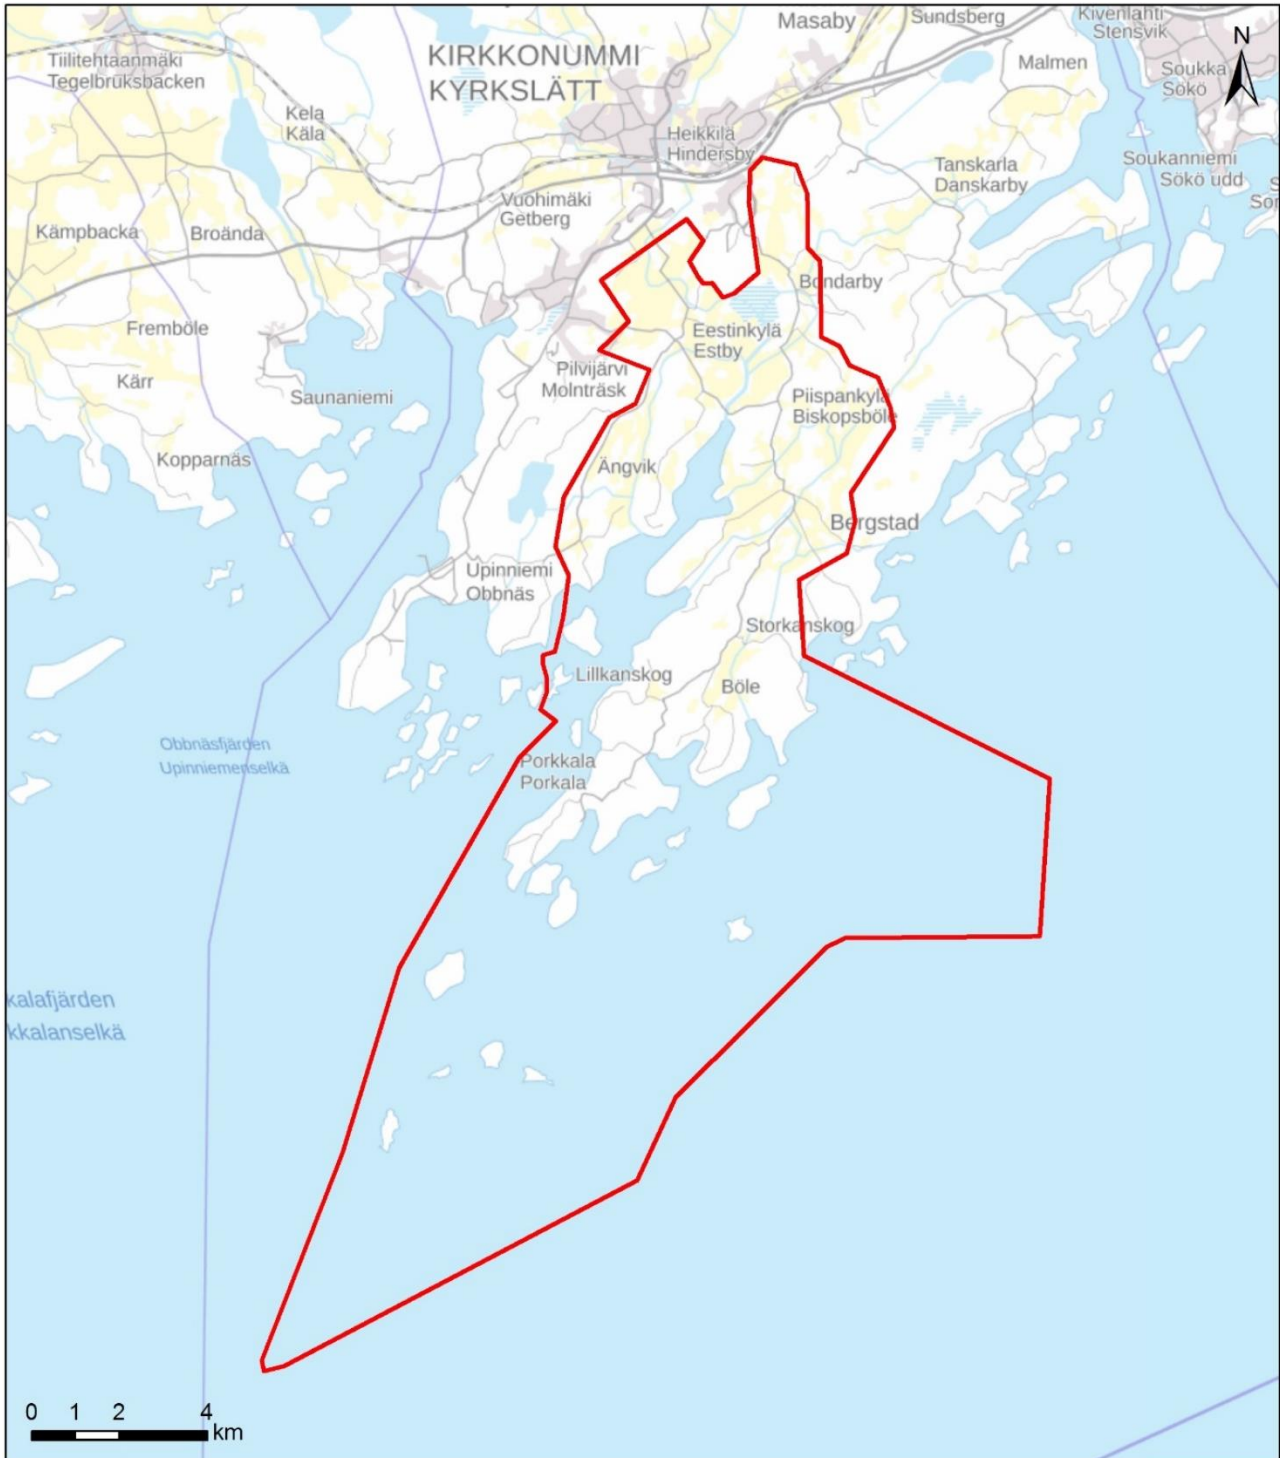 Masaby
Sundsberg
Kivenlahti
Stensvik
N
KIRKKONUMMI
KYRKSLÄTT
Tiilitehtaanmäki
Tegelbruksbacken
Malmen
Soukka
Sökö
Kela
Käla
Heikkilä
Hindersby
Tanskarla
Danskarby
Soukanniemi
Sökö udd
Vuohimäki
Getberg
Kämpbacka
Broända
Bondarby
Fremböle
Eestinkylä
Estby
Pilvijärvi
Molnträsk
Kärr
Saunaniemi
Piispankylä
Biskopsböle
Kopparnäs
Ängvik
Bergstad
Upinniemi
Obbnäs
Storkanskog
Lillkanskog
Böle
Obbnäsfjärden
Upinniemenselkä
Porkkala
Porkala
kalafjärden
kkalanselkä
0 1 2 4
km